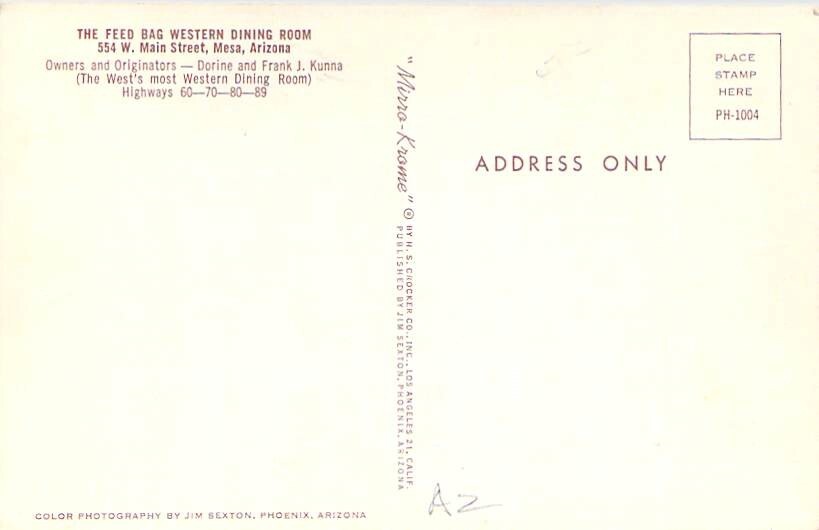 THE FEED BAG WESTERN DINING ROOM
554 W. Main Street, Mesa, Arizona
Owners and Originators — Dorine and Frank J. Kunna
(The West's most Western Dining Room)
Highways 60—70—80—89
COLOR PHOTOGRAPHY BY JIM SEXTON, PHOENIX, ARIZONA
"Mirro-Krome" ® BY H. S. CROCKER CO., INC., LOS ANGELES 21, CALIF.
PUBLISHED BY JIM SEXTON, PHOENIX, ARIZONA
AZ
PLACE
STAMP
HERE
PH-1004
ADDRESS ONLY